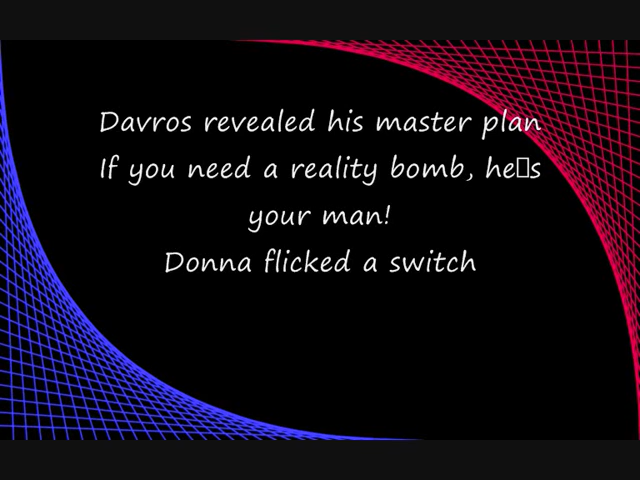 Davros revealed his master plan
If you need a reality bomb, he▯s
your man!
Donna flicked a switch